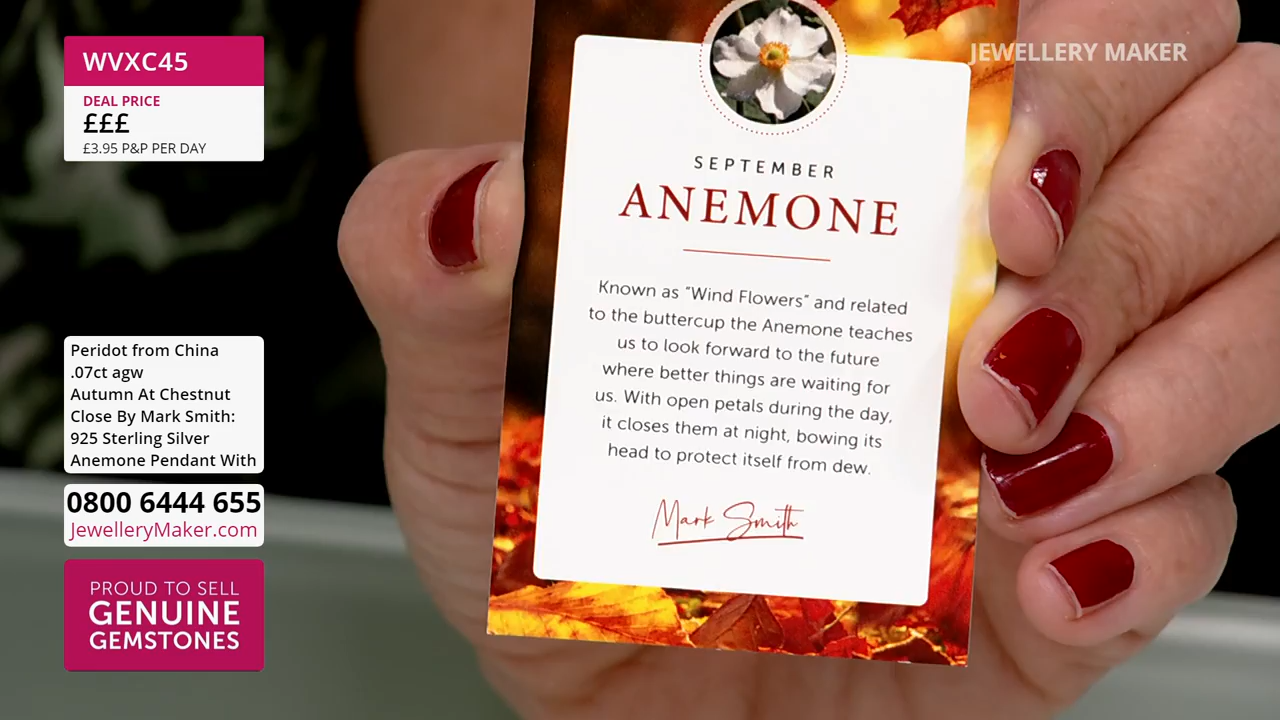 WVXC45
DEAL PRICE
£££
£3.95 P&P PER DAY
JEWELLERY MAKER
SEPTEMBER
ANEMONE
Known as “Wind Flowers” and related
to the buttercup the Anemone teaches
us to look forward to the future
where better things are waiting for
us. With open petals during the day,
it closes them at night, bowing its
head to protect itself from dew.
Mark Smith
Peridot from China
.07ct agw
Autumn At Chestnut
Close By Mark Smith:
925 Sterling Silver
Anemone Pendant With
0800 6444 655
JewelleryMaker.com
PROUD TO SELL
GENUINE
GEMSTONES